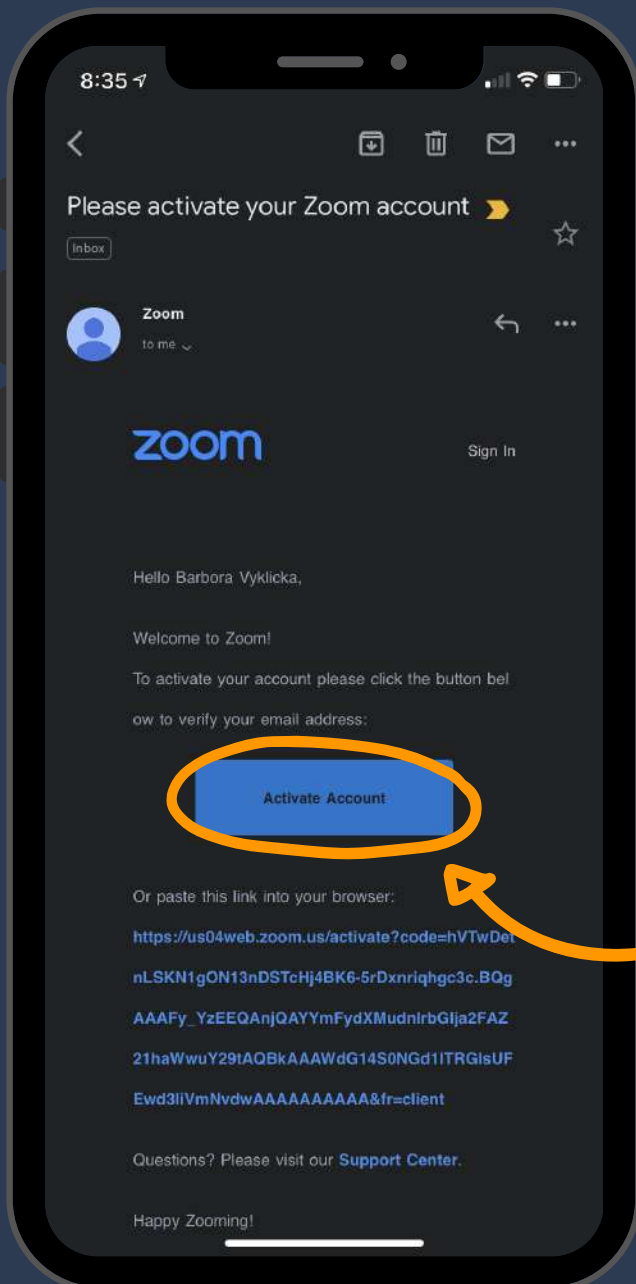 8:35
Please activate your Zoom account
Inbox
Zoom
to me
zoom
Sign In
Hello Barbora Vyklicka,
Welcome to Zoom!
To activate your account please click the button bel
ow to verify your email address:
Activate Account
Or paste this link into your browser:
https://us04web.zoom.us/activate?code=hVTwDet
nLSKN1gON13nDSTcHj4BK6-5rDxnriqhgc3c.BQg
AAAFy_YzEEQAnjQAYYmFydXMudnlrbGlja2FAZ
21haWwuY29tAQBkAAAWdG14S0NGd1lTRGlsUF
Ewd3liVmNvdwAAAAAAAAAA&fr=client
Questions? Please visit our Support Center.
Happy Zooming!